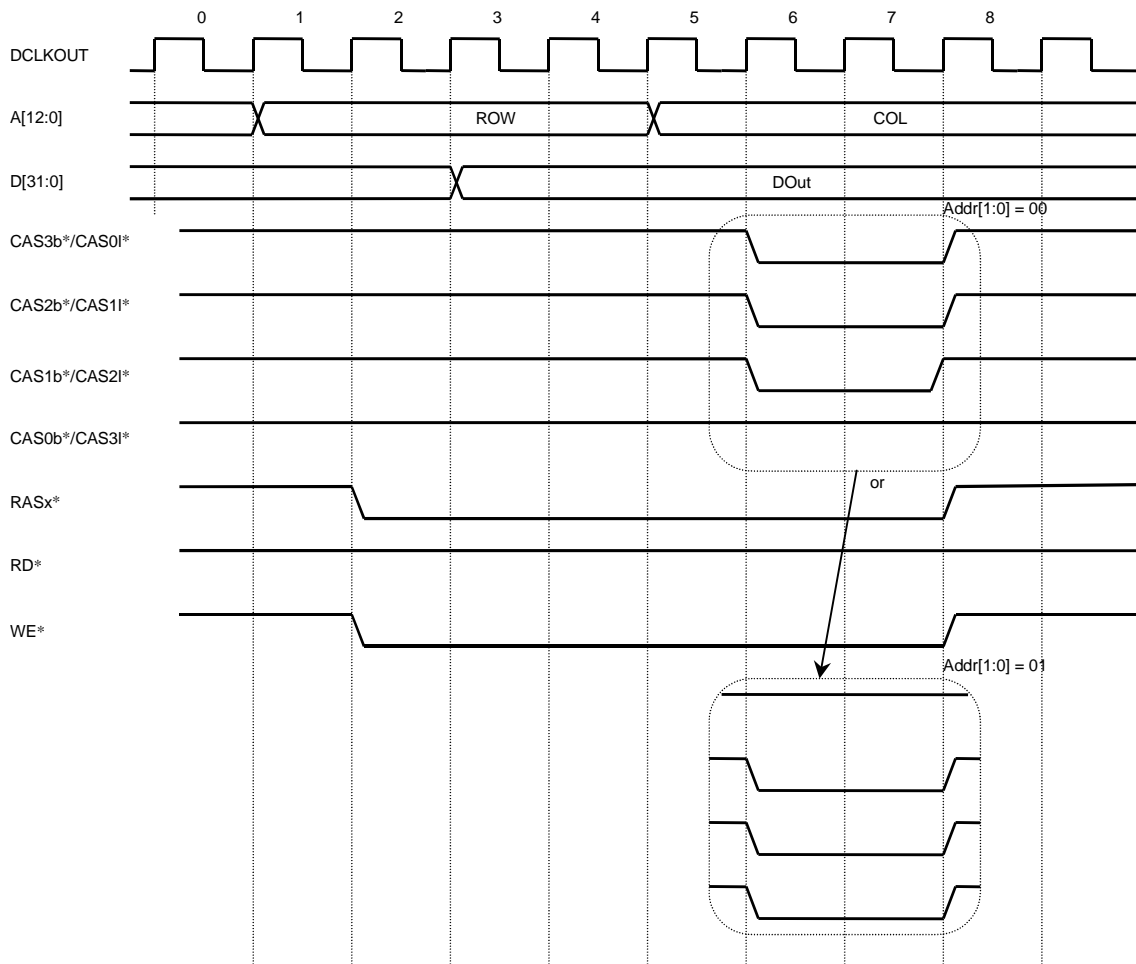 0 1 2 3 4 5 6 7 8
DCLKOUT
A[12:0] ROW COL
D[31:0] DOut
Addr[1:0] = 00
CAS3b*/CAS0l*
CAS2b*/CAS1l*
CAS1b*/CAS2l*
CAS0b*/CAS3l*
or
RASx*
RD*
WE*
Addr[1:0] = 01